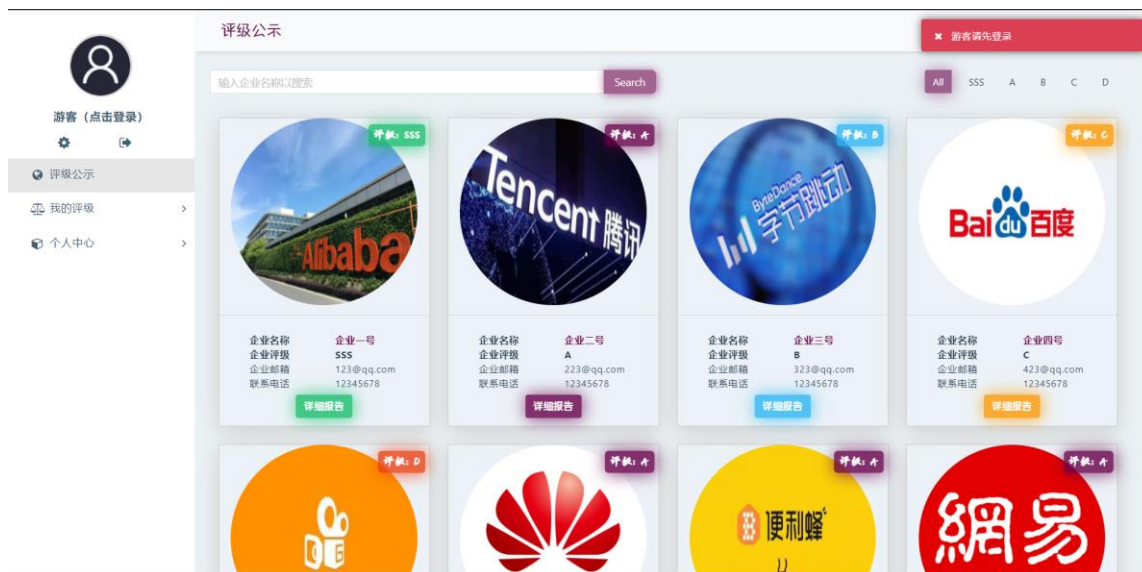 评级公示
✖ 游客请先登录
输入企业名称以搜索
Search
All SSS A B C D
游客（点击登录）
评级公示
我的评级
个人中心
评级: SSS
Alibaba
企业名称 企业一号
企业评级 SSS
企业邮箱 123@qq.com
联系电话 12345678
详细报告
评级: A
Tencent 腾讯
企业名称 企业二号
企业评级 A
企业邮箱 223@qq.com
联系电话 12345678
详细报告
评级: B
ByteDance
字节跳动
企业名称 企业三号
企业评级 B
企业邮箱 323@qq.com
联系电话 12345678
详细报告
评级: C
Bai du 百度
企业名称 企业四号
企业评级 C
企业邮箱 423@qq.com
联系电话 12345678
详细报告
评级: D
评级: A
评级: A
便利蜂
评级: A
網易